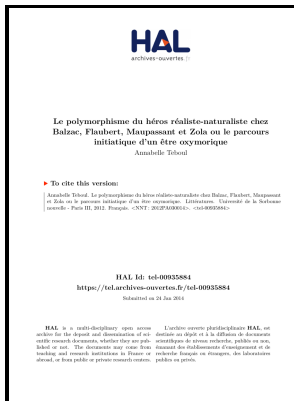 HAL
archives-ouvertes.fr
Le polymorphisme du héros réaliste-naturaliste chez
Balzac, Flaubert, Maupassant et Zola ou le parcours
initiatique d'un être oxymorique
Annabelle Téboul
▶ To cite this version:
Annabelle Téboul. Le polymorphisme du héros réaliste-naturaliste chez Balzac, Flaubert, Maupassant
et Zola ou le parcours initiatique d'un être oxymorique. Littératures. Université de la Sorbonne
nouvelle - Paris III, 2012. Français. <NNT : 2012PA030014>. <tel-00935884>
HAL Id: tel-00935884
https://tel.archives-ouvertes.fr/tel-00935884
Submitted on 24 Jan 2014
HAL is a multi-disciplinary open access
archive for the deposit and dissemination of sci-
entific research documents, whether they are pub-
lished or not. The documents may come from
teaching and research institutions in France or
abroad, or from public or private research centers.
L'archive ouverte pluridisciplinaire HAL, est
destinée au dépôt et à la diffusion de documents
scientifiques de niveau recherche, publiés ou non,
émanant des établissements d'enseignement et de
recherche français ou étrangers, des laboratoires
publics ou privés.